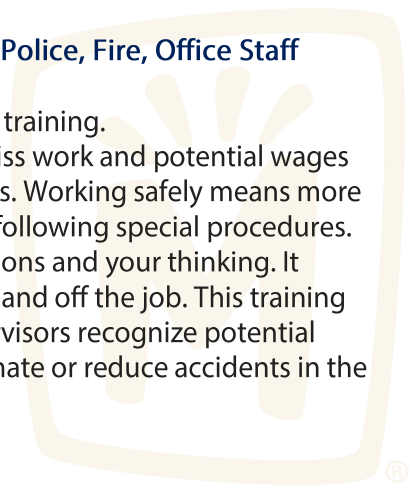 Police, Fire, Office Staff
training.
iss work and potential wages
s. Working safely means more
following special procedures.
ons and your thinking. It
and off the job. This training
visors recognize potential
nate or reduce accidents in the
®